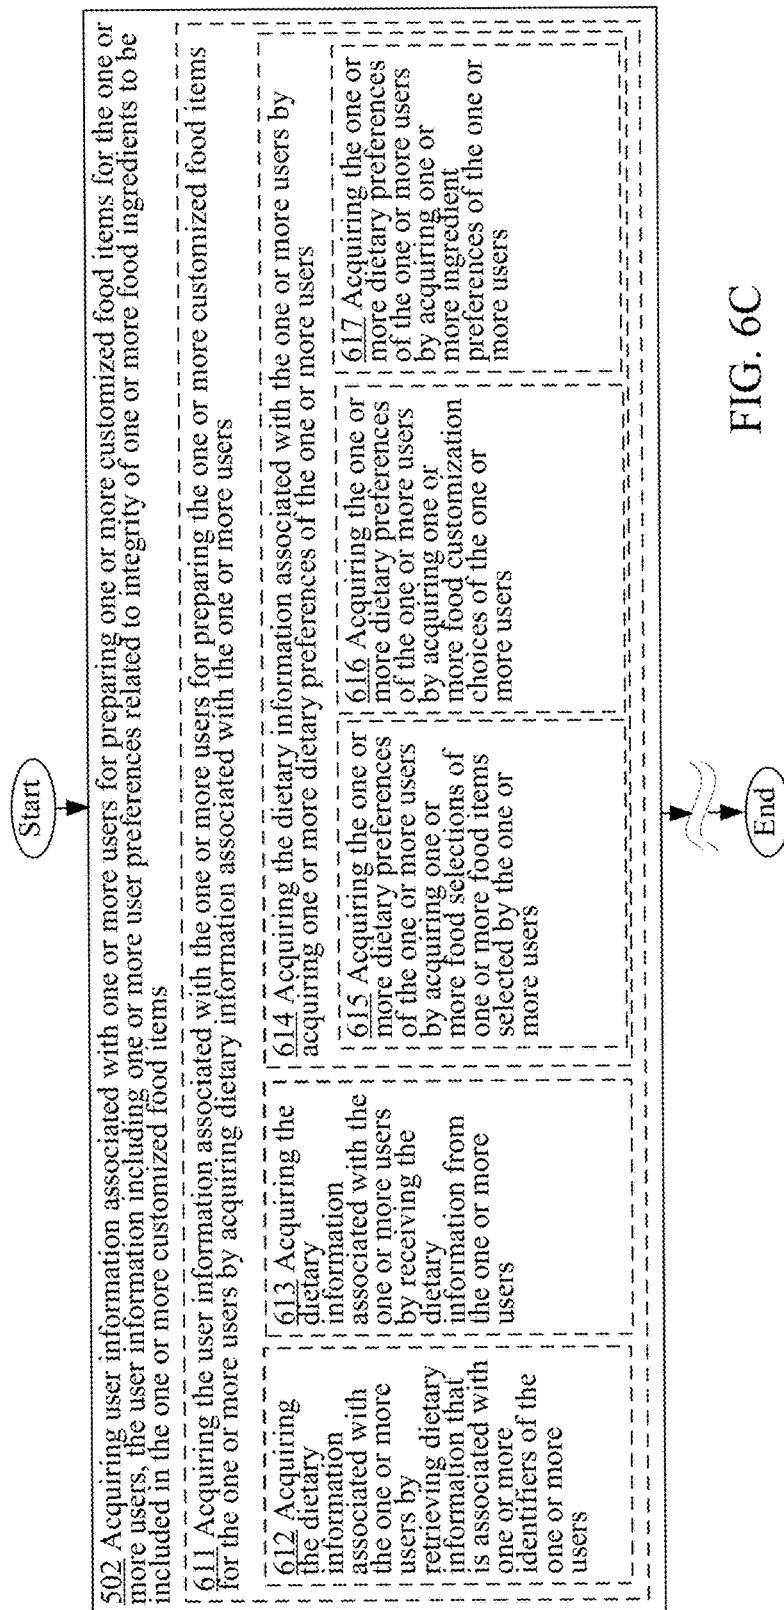 Start
502 Acquiring user information associated with one or more users for preparing one or more customized food items for the one or
more users, the user information including one or more user preferences related to integrity of one or more food ingredients to be
included in the one or more customized food items
611 Acquiring the user information associated with the one or more users for preparing the one or more customized food items
for the one or more users by acquiring dietary information associated with the one or more users
612 Acquiring
the dietary
information
associated with
the one or more
users by
retrieving dietary
information that
is associated with
one or more
identifiers of the
one or more
users
613 Acquiring the
dietary
information
associated with the
one or more users
by receiving the
dietary
information from
the one or more
users
614 Acquiring the dietary information associated with the one or more users by
acquiring one or more dietary preferences of the one or more users
615 Acquiring the one or
more dietary preferences
of the one or more users
by acquiring one or
more food selections of
one or more food items
selected by the one or
more users
616 Acquiring the one or
more dietary preferences
of the one or more users
by acquiring one or
more food customization
choices of the one or
more users
617 Acquiring the one or
more dietary preferences
of the one or more users
by acquiring one or
more ingredient
preferences of the one or
more users
End
FIG. 6C